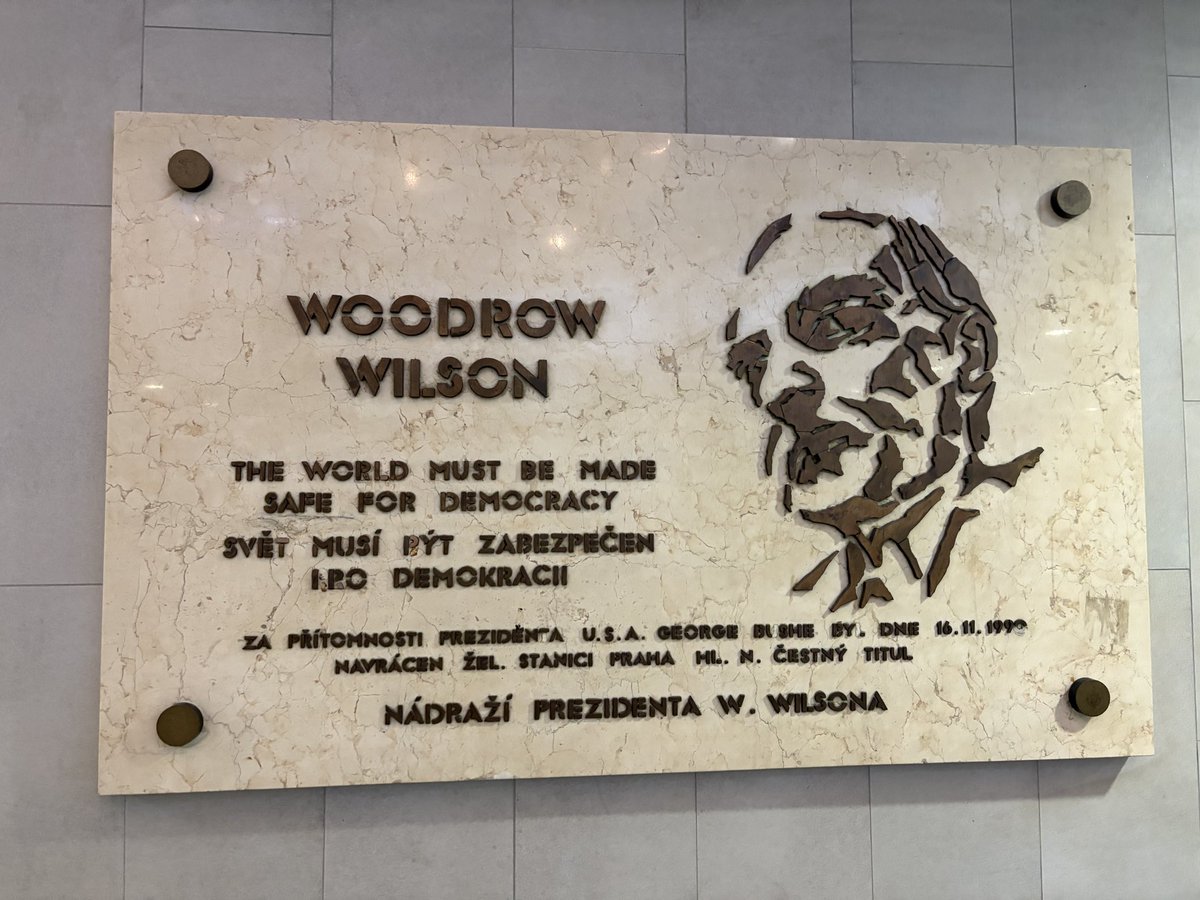 WOODROW
WILSON
THE WORLD MUST BE MADE
SAFE FOR DEMOCRACY
SVĚT MUSÍ BÝT ZABEZPEČEN
PRO DEMOKRACII
ZA PŘÍTOMNOSTI PREZIDENTA U.S.A. GEORGE BUSHE BYL DNE 16.11.1990
NAVRÁCEN ŽEL. STANICI PRAHA HL. N. ČESTNÝ TITUL
NÁDRAŽÍ PREZIDENTA W. WILSONA